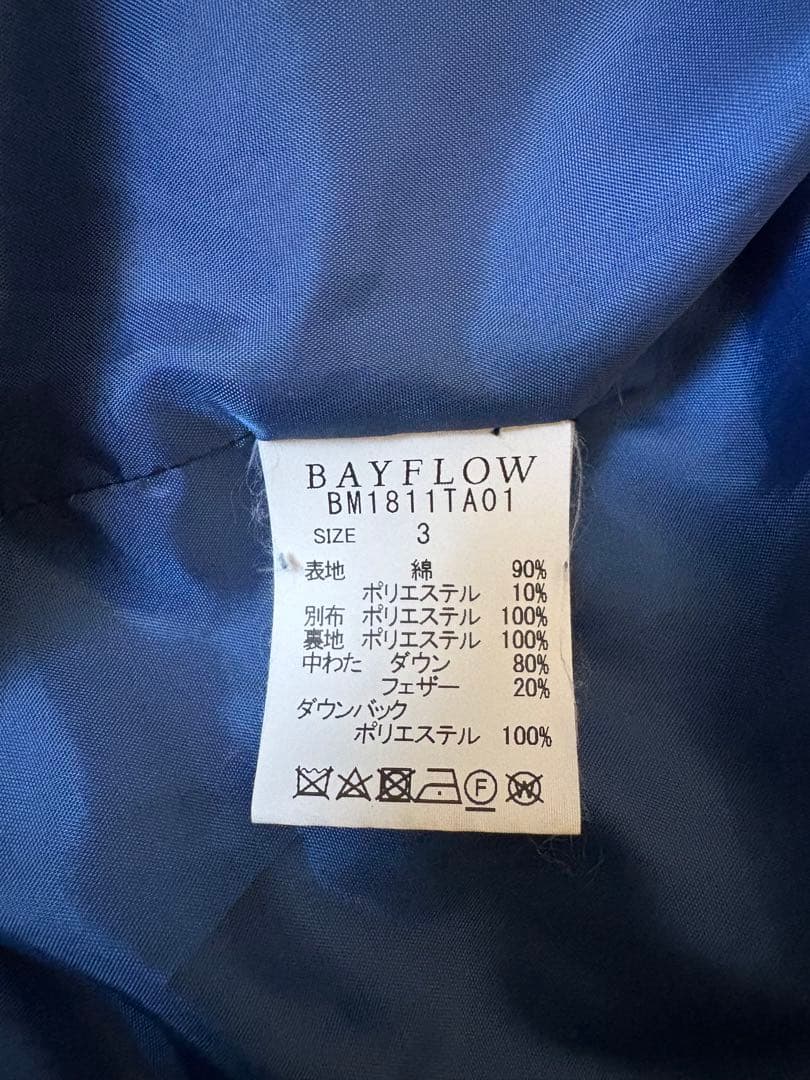 BAYFLOW
BM1811TA01
SIZE 3
表地 綿 90%
ポリエステル 10%
別布 ポリエステル 100%
裏地 ポリエステル 100%
中わた ダウン 80%
フェザー 20%
ダウンバック
ポリエステル 100%
F W